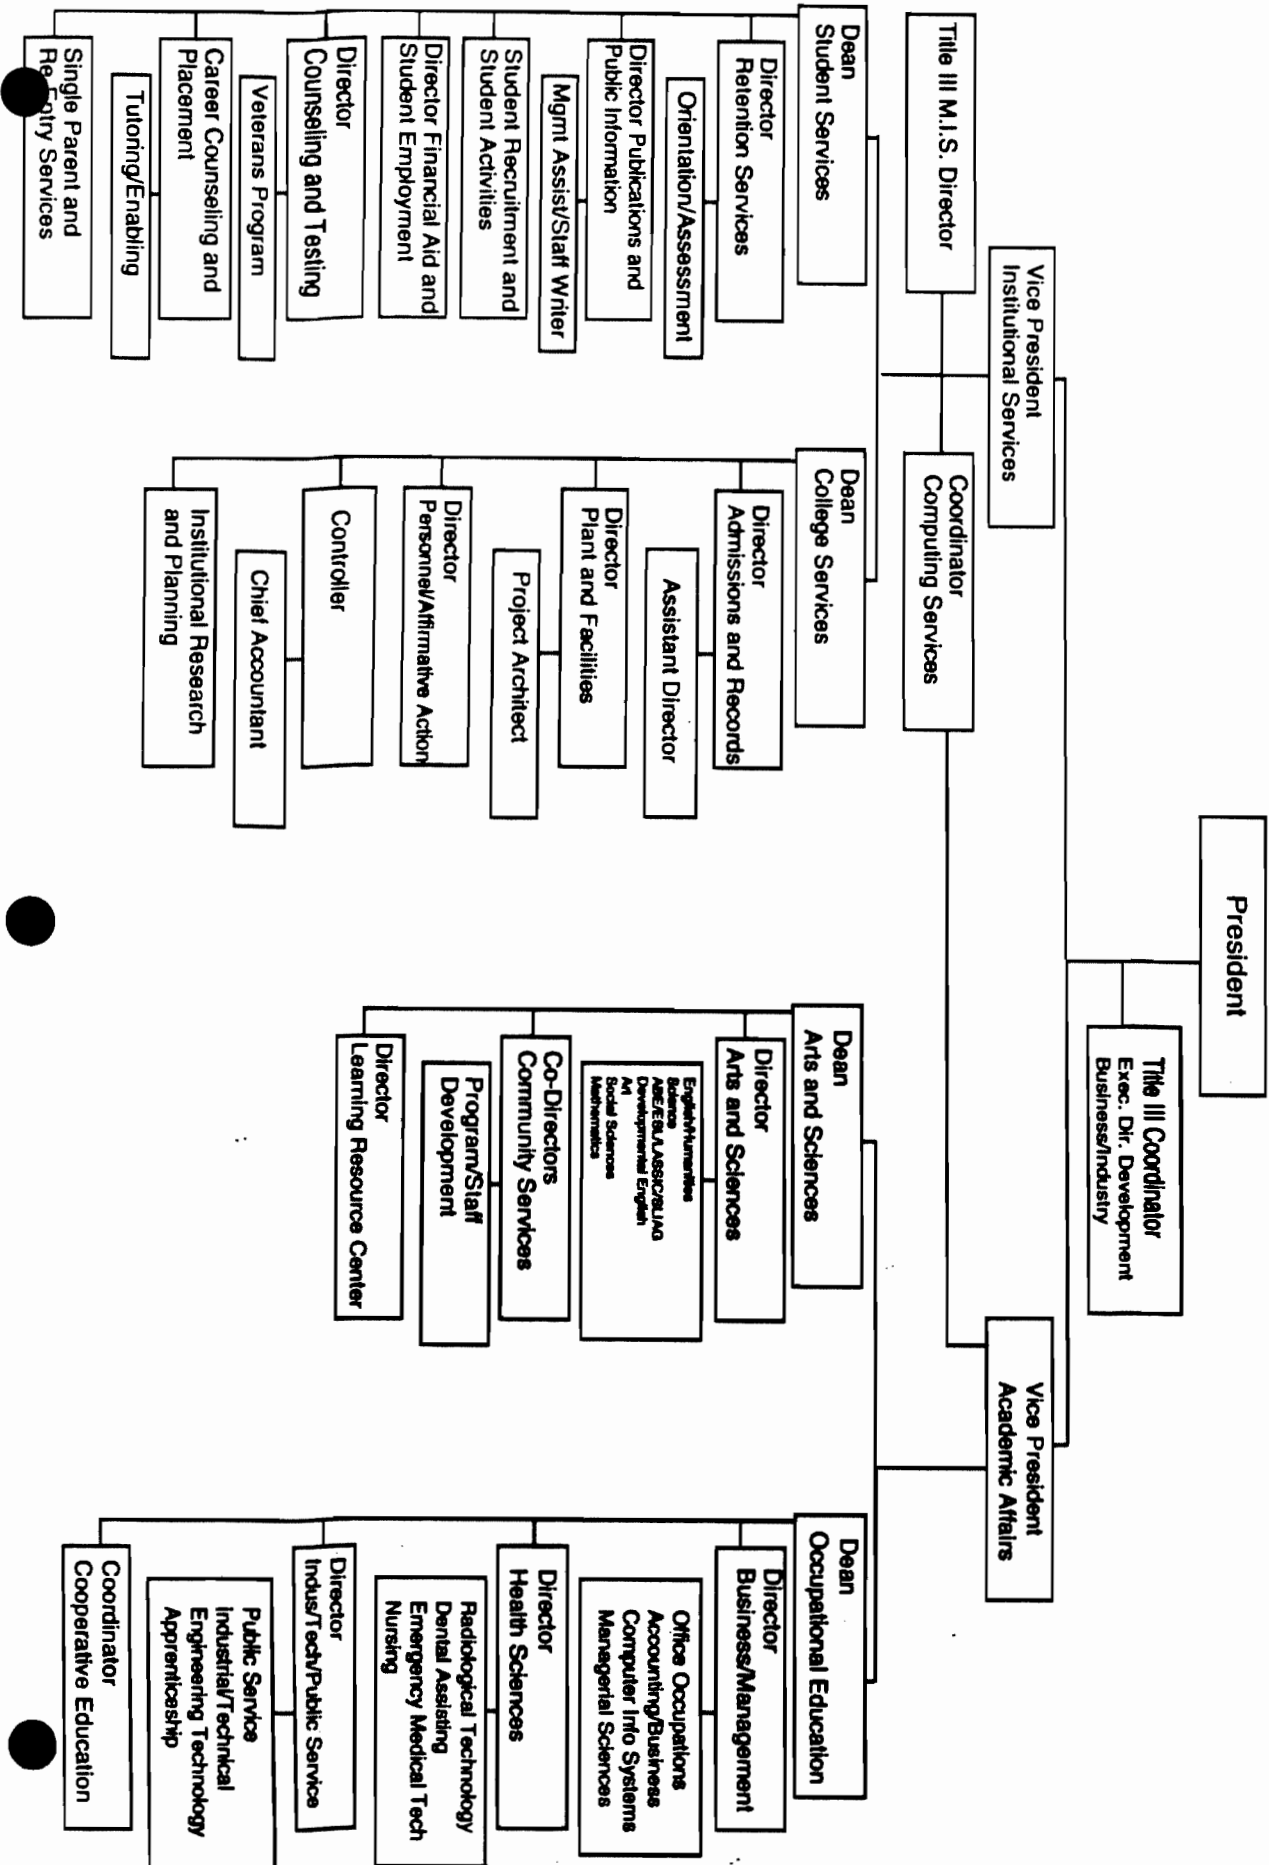 President
Title III Coordinator
Exec. Dir. Development
Business/Industry
Vice President
Institutional Services
Vice President
Academic Affairs
Title III M.I.S. Director
Coordinator
Computing Services
Dean
Student Services
Director
Retention Services
Orientation/Assessment
Director Publications and
Public Information
Mgmt Assist/Staff Writer
Student Recruitment and
Student Activities
Director Financial Aid and
Student Employment
Director
Counseling and Testing
Veterans Program
Career Counseling and
Placement
Tutoring/Enabling
Single Parent and
Re-Entry Services
Dean
College Services
Director
Admissions and Records
Assistant Director
Director
Plant and Facilities
Project Architect
Director
Personnel/Affirmative Action
Controller
Chief Accountant
Institutional Research
and Planning
Dean
Arts and Sciences
Director
Arts and Sciences
English/Humanities
Science
ABE/ESL/LASSIC/SLIAG
Developmental English
Art
Social Sciences
Mathematics
Co-Directors
Community Services
Program/Staff
Development
Director
Learning Resource Center
Dean
Occupational Education
Director
Business/Management
Office Occupations
Accounting/Business
Computer Info Systems
Managerial Sciences
Director
Health Sciences
Radiological Technology
Dental Assisting
Emergency Medical Tech
Nursing
Director
Indus/Tech/Public Service
Public Service
Industrial/Technical
Engineering Technology
Apprenticeship
Coordinator
Cooperative Education